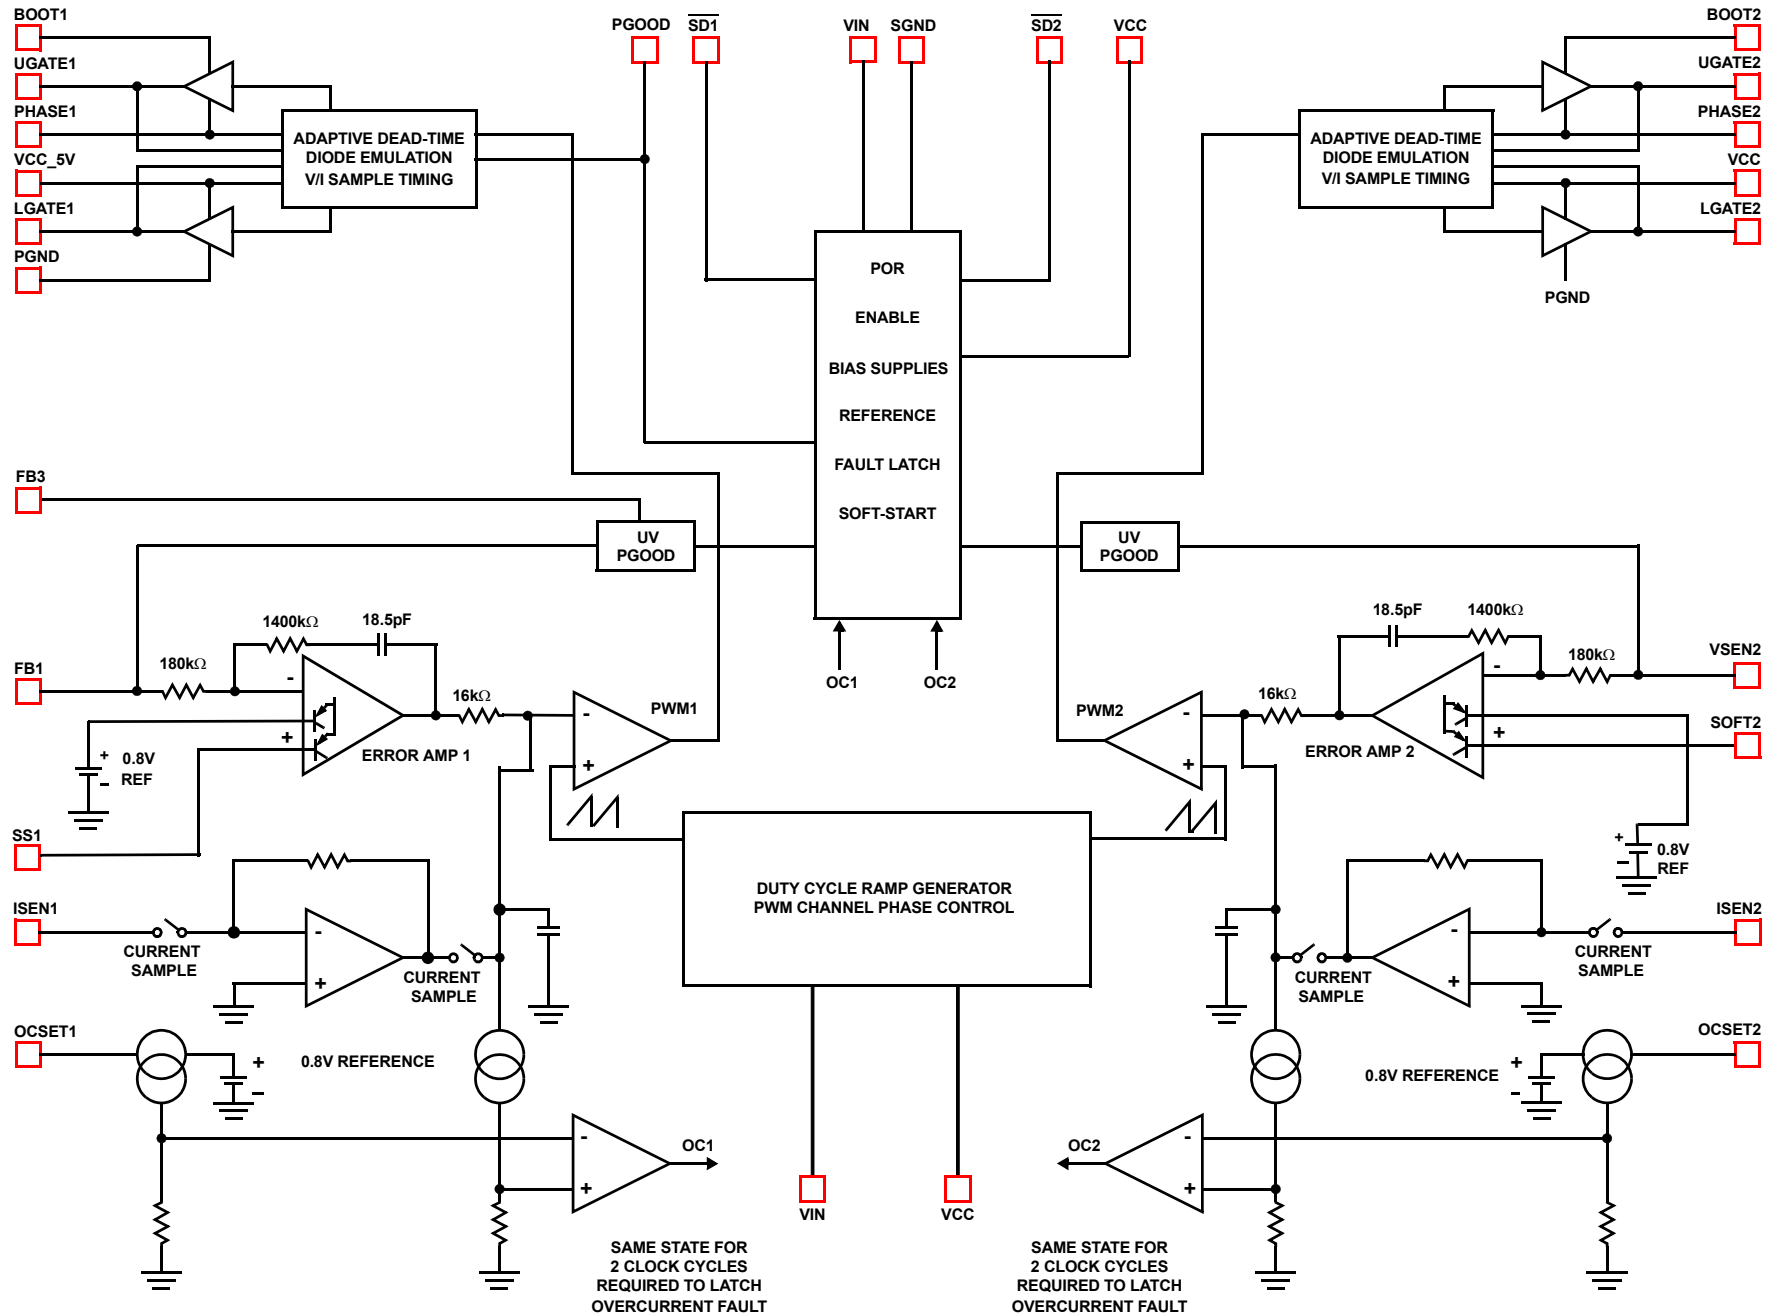 BOOT1
UGATE1
PHASE1
VCC_5V
LGATE1
PGND
ADAPTIVE DEAD-TIME
DIODE EMULATION
V/I SAMPLE TIMING
PGOOD
SD1
VIN
SGND
SD2
VCC
BOOT2
UGATE2
PHASE2
VCC
LGATE2
ADAPTIVE DEAD-TIME
DIODE EMULATION
V/I SAMPLE TIMING
PGND
POR
ENABLE
BIAS SUPPLIES
REFERENCE
FAULT LATCH
SOFT-START
OC1
OC2
FB3
UV
PGOOD
UV
PGOOD
FB1
180kΩ
1400kΩ
18.5pF
-
+
16kΩ
ERROR AMP 1
+
-
0.8V
REF
-
+
PWM1
SS1
18.5pF
1400kΩ
180kΩ
VSEN2
SOFT2
-
+
16kΩ
ERROR AMP 2
PWM2
-
+
+
-
0.8V
REF
DUTY CYCLE RAMP GENERATOR
PWM CHANNEL PHASE CONTROL
ISEN1
CURRENT
SAMPLE
-
+
CURRENT
SAMPLE
ISEN2
CURRENT
SAMPLE
-
+
CURRENT
SAMPLE
OCSET1
+
-
0.8V REFERENCE
-
+
OC1
OCSET2
+
-
0.8V REFERENCE
-
+
OC2
VIN
VCC
SAME STATE FOR
2 CLOCK CYCLES
REQUIRED TO LATCH
OVERCURRENT FAULT
SAME STATE FOR
2 CLOCK CYCLES
REQUIRED TO LATCH
OVERCURRENT FAULT